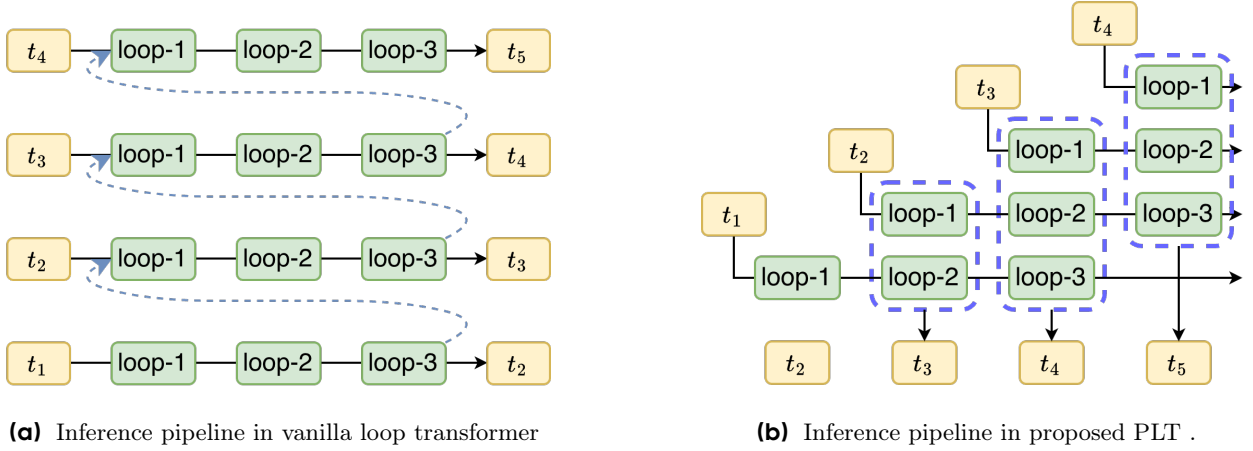 t4 loop-1 loop-2 loop-3 t5
t3 loop-1 loop-2 loop-3 t4
t2 loop-1 loop-2 loop-3 t3
t1 loop-1 loop-2 loop-3 t2
(a) Inference pipeline in vanilla loop transformer
t4
t3 loop-1
t2 loop-1 loop-2
t1 loop-1 loop-2 loop-3
loop-1 loop-2 loop-3
t2 t3 t4 t5
(b) Inference pipeline in proposed PLT .